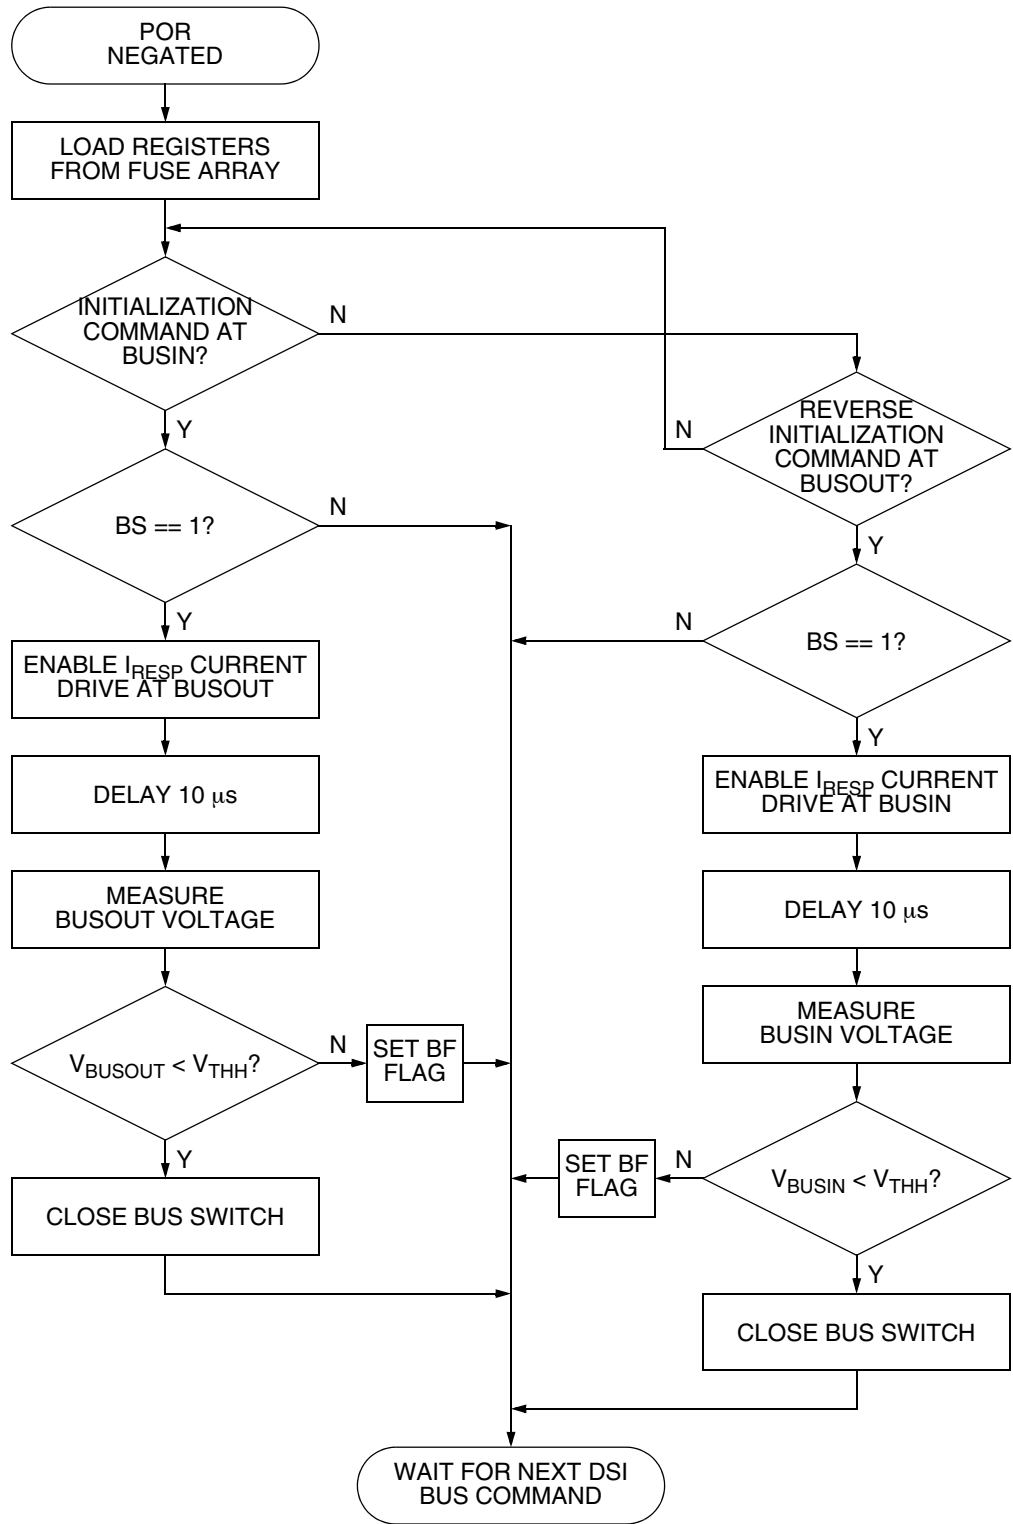 POR
NEGATED
LOAD REGISTERS
FROM FUSE ARRAY
INITIALIZATION
COMMAND AT
BUSIN?
N
Y
REVERSE
INITIALIZATION
COMMAND AT
BUSOUT?
N
Y
BS == 1?
N
Y
BS == 1?
N
Y
ENABLE IRESP CURRENT
DRIVE AT BUSOUT
DELAY 10 μs
MEASURE
BUSOUT VOLTAGE
VBUSOUT < VTHH?
N
SET BF
FLAG
Y
CLOSE BUS SWITCH
ENABLE IRESP CURRENT
DRIVE AT BUSIN
DELAY 10 μs
MEASURE
BUSIN VOLTAGE
VBUSIN < VTHH?
N
SET BF
FLAG
Y
CLOSE BUS SWITCH
WAIT FOR NEXT DSI
BUS COMMAND